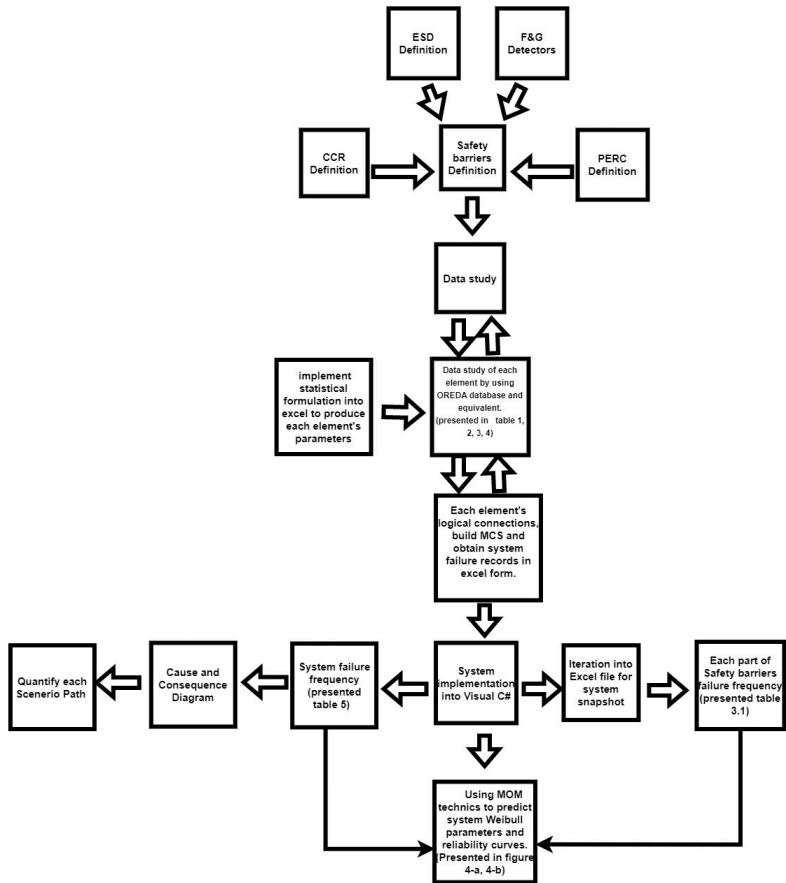 ESD
Definition
F&G
Detectors
CCR
Definition
Safety
barriers
Definition
PERC
Definition
Data study
implement
statistical
formulation into
excel to produce
each element's
parameters
Data study of each
element by using
OREDA database and
equivalent.
(presented in table 1,
2, 3, 4)
Each element's
logical connections,
build MCS and
obtain system
failure records in
excel form.
Quantify each
Scenerio Path
Cause and
Consequence
Diagram
System failure
frequency
(presented
table 5)
System
implementation
into Visual C#
Iteration into
Excel file for
system
snapshot
Each part of
Safety barriers
failure frequency
(presented table
3.1)
Using MOM
technics to predict
system Weibull
parameters and
reliability curves.
(Presented in figure
4-a, 4-b)